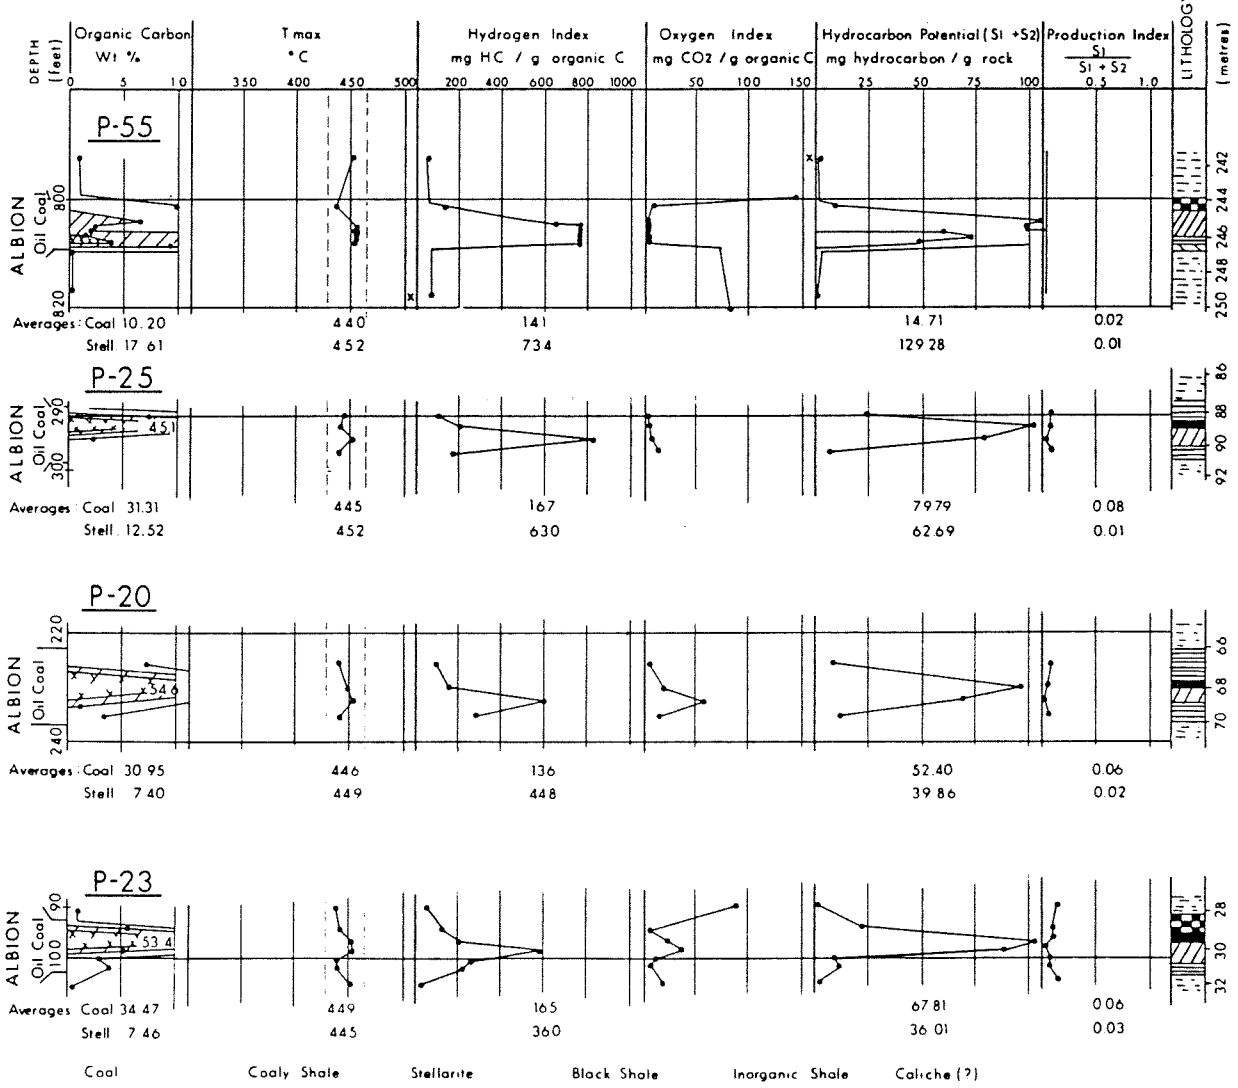 DEPTH (feet) Organic Carbon Wt % 0 5 10
Tmax °C 350 400 450 500
Hydrogen Index mg HC / g organic C 200 400 600 800 1000
Oxygen Index mg CO2 / g organic C 0 50 100 150
Hydrocarbon Potential (S1 + S2) mg hydrocarbon / g rock 25 50 75 100
Production Index S1 / S1 + S2 0.5 1.0
LITHOLOGY (metres)
P-55
ALBION Oil Coal 800 820
x
x
242 244 246 248 250
Averages: Coal 10.20 440 141 14.71 0.02
Stell. 17 61 452 734 129 28 0.01
P-25
ALBION Oil Coal 290 300
45.1
86 88 90 92
Averages: Coal 31.31 445 167 79 79 0.08
Stell. 12.52 452 630 62.69 0.01
P-20
ALBION Oil Coal 220 240
x 54.6
66 68 70
Averages: Coal 30 95 446 136 52.40 0.06
Stell 7 40 449 448 39 86 0.02
P-23
ALBION Oil Coal 90 110
53 4
28 30 32
Averages Coal 34 47 449 165 67 81 0 06
Stell 7 46 445 360 36 01 0.03
Coal Coaly Shale Stellarite Black Shale Inorganic Shale Caliche (?)